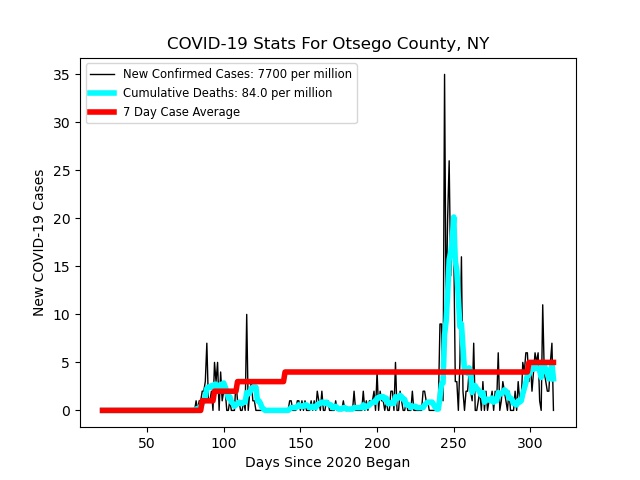 COVID-19 Stats For Otsego County, NY
New Confirmed Cases: 7700 per million
Cumulative Deaths: 84.0 per million
7 Day Case Average
New COVID-19 Cases
35
30
25
20
15
10
5
0
50 100 150 200 250 300
Days Since 2020 Began